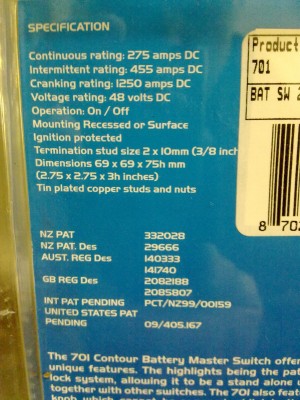 SPECIFICATION
Continuous rating: 275 amps DC
Intermittent rating: 455 amps DC
Cranking rating: 1250 amps DC
Voltage rating: 48 volts DC
Operation: On / Off
Mounting Recessed or Surface
Ignition protected
Termination stud size 2 x 10mm (3/8 inch
Dimensions 69 x 69 x 75h mm
(2.75 x 2.75 x 3h inches)
Tin plated copper studs and nuts
NZ PAT 332028
NZ PAT. Des 29666
AUST. REG Des 140333
141740
GB REG Des 2082188
2085807
INT PAT PENDING PCT/NZ99/00159
UNITED STATES PAT
PENDING 09/405.167
The 701 Contour Battery Master Switch offer
unique features. The highlights being the pat
lock system, allowing it to be a stand alone u
together with other switches. The 701 also feat
Product
701
BAT SW 2
8 702